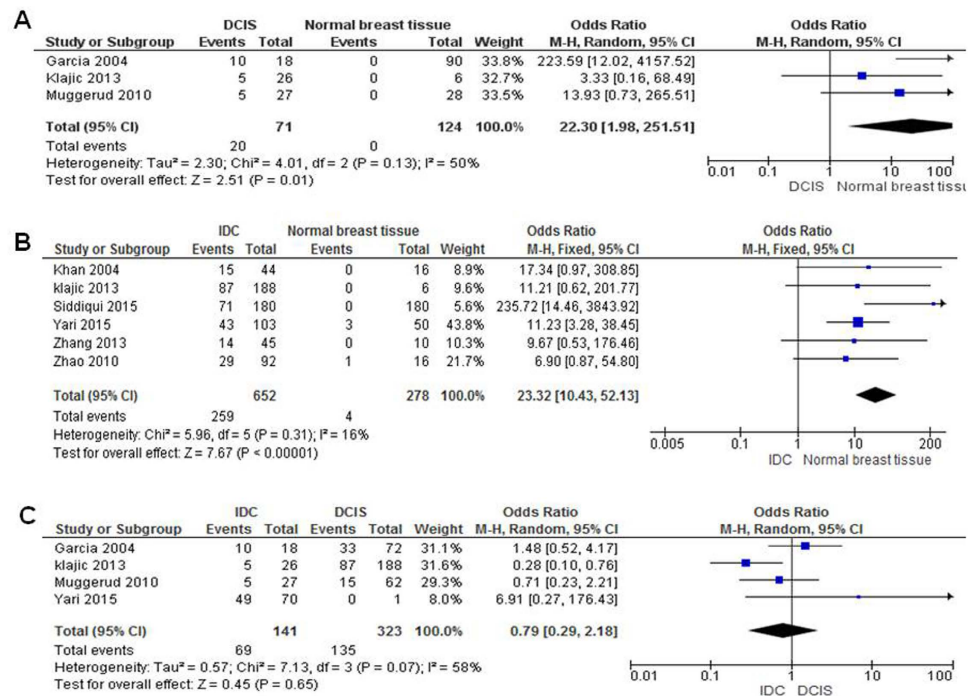 A
DCIS Normal breast tissue Odds Ratio Odds Ratio
Study or Subgroup Events Total Events Total Weight M-H, Random, 95% CI M-H, Random, 95% CI
Garcia 2004 10 18 0 90 33.8% 223.59 [12.02, 4157.52]
Klajic 2013 5 26 0 6 32.7% 3.33 [0.16, 68.49]
Muggerud 2010 5 27 0 28 33.5% 13.93 [0.73, 265.51]
Total (95% CI) 71 124 100.0% 22.30 [1.98, 251.51]
Total events 20 0
Heterogeneity: Tau² = 2.30; Chi² = 4.01, df = 2 (P = 0.13); I² = 50%
Test for overall effect: Z = 2.51 (P = 0.01)
0.01 0.1 1 10 100
DCIS Normal breast tissu
B
IDC Normal breast tissue Odds Ratio Odds Ratio
Study or Subgroup Events Total Events Total Weight M-H, Fixed, 95% CI M-H, Fixed, 95% CI
Khan 2004 15 44 0 16 8.9% 17.34 [0.97, 308.85]
klajic 2013 87 188 0 6 9.6% 11.21 [0.62, 201.77]
Siddiqui 2015 71 180 0 180 5.6% 235.72 [14.46, 3843.92]
Yari 2015 43 103 3 50 43.8% 11.23 [3.28, 38.45]
Zhang 2013 14 45 0 10 10.3% 9.67 [0.53, 176.46]
Zhao 2010 29 92 1 16 21.7% 6.90 [0.87, 54.80]
Total (95% CI) 652 278 100.0% 23.32 [10.43, 52.13]
Total events 259 4
Heterogeneity: Chi² = 5.96, df = 5 (P = 0.31); I² = 16%
Test for overall effect: Z = 7.67 (P < 0.00001)
0.005 0.1 1 10 200
IDC Normal breast tissue
C
IDC DCIS Odds Ratio Odds Ratio
Study or Subgroup Events Total Events Total Weight M-H, Random, 95% CI M-H, Random, 95% CI
Garcia 2004 10 18 33 72 31.1% 1.48 [0.52, 4.17]
klajic 2013 5 26 87 188 31.6% 0.28 [0.10, 0.76]
Muggerud 2010 5 27 15 62 29.3% 0.71 [0.23, 2.21]
Yari 2015 49 70 0 1 8.0% 6.91 [0.27, 176.43]
Total (95% CI) 141 323 100.0% 0.79 [0.29, 2.18]
Total events 69 135
Heterogeneity: Tau² = 0.57; Chi² = 7.13, df = 3 (P = 0.07); I² = 58%
Test for overall effect: Z = 0.45 (P = 0.65)
0.01 0.1 1 10 100
IDC DCIS